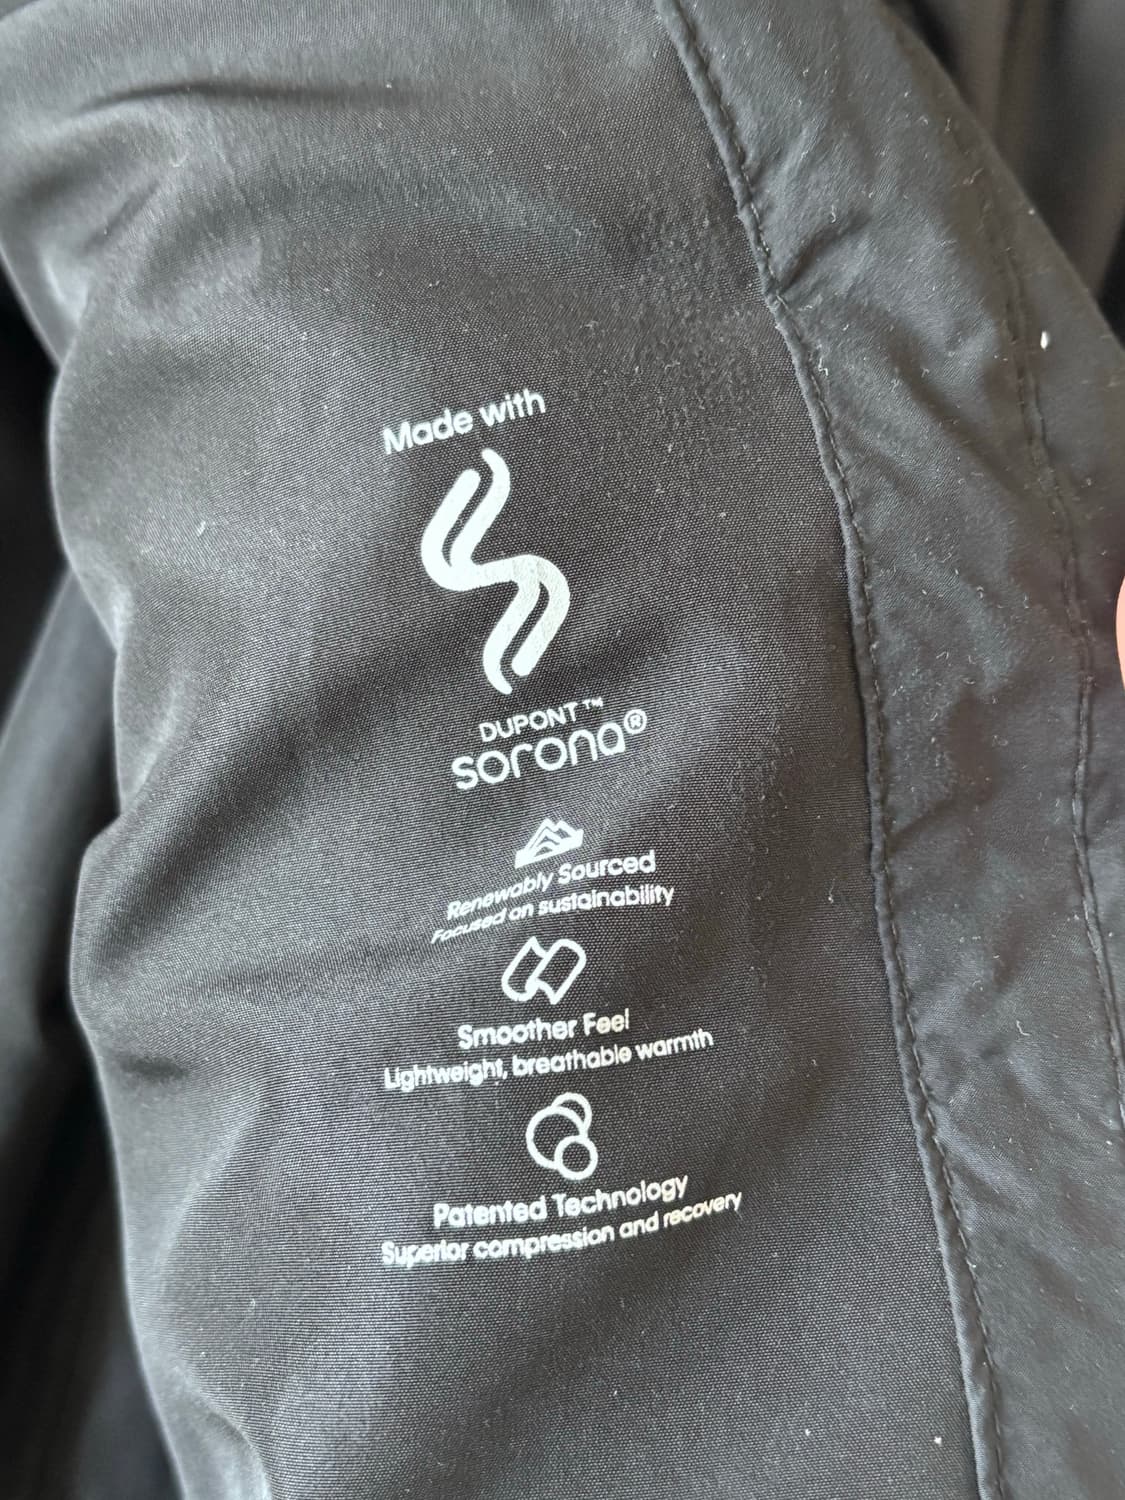 Made with
DUPONT™
sorona®
Renewably Sourced
Focused on sustainability
Smoother Feel
Lightweight, breathable warmth
Patented Technology
Superior compression and recovery